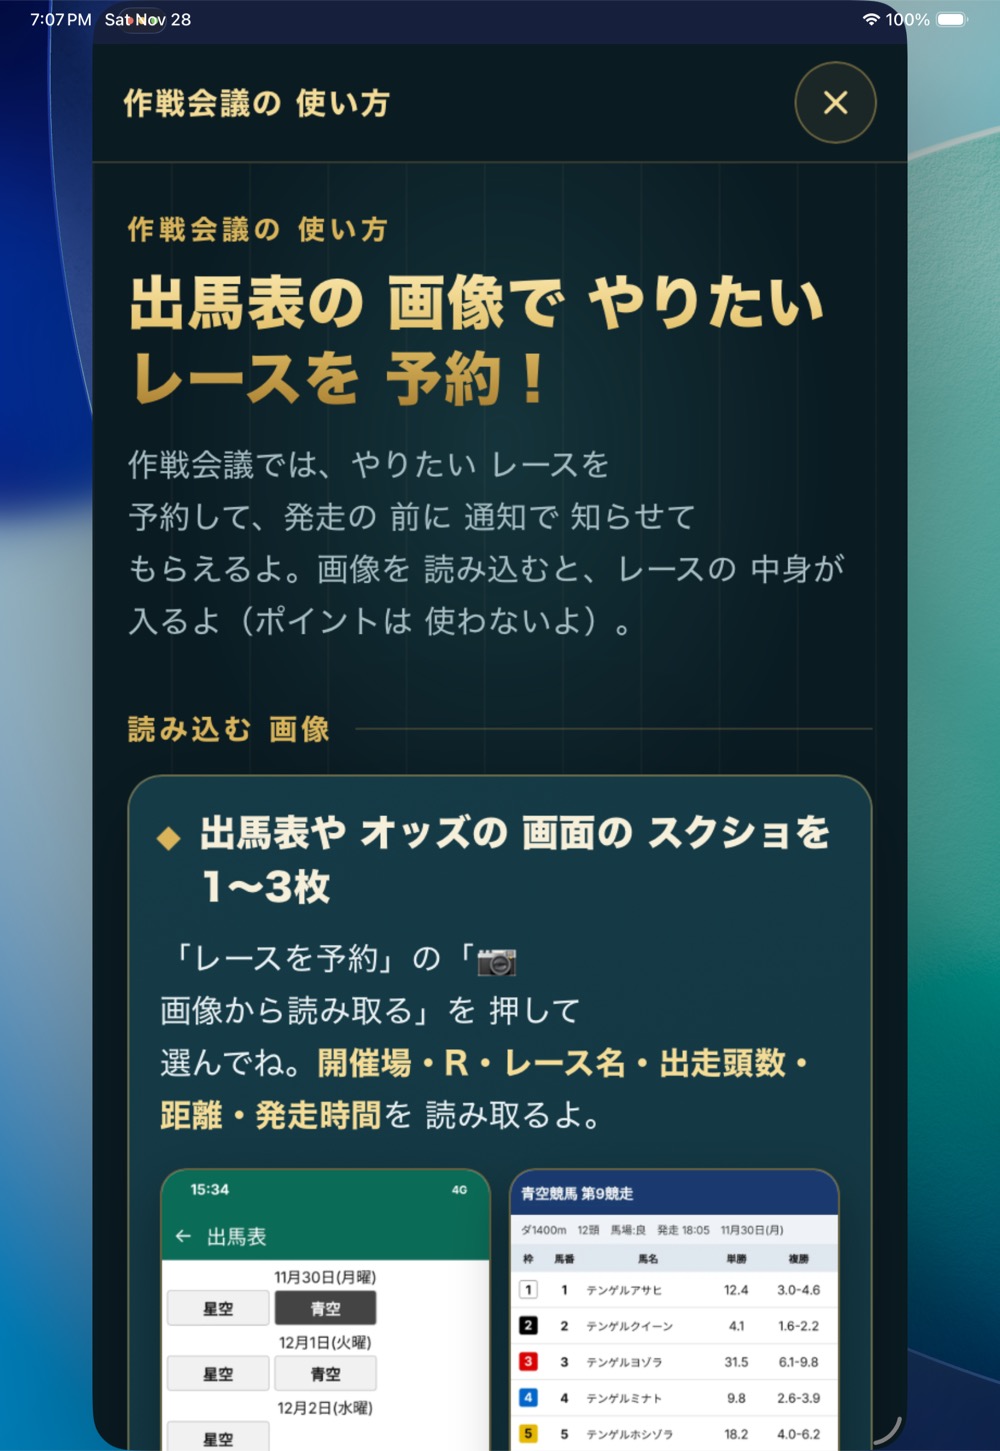 7:07 PM Sat Nov 28
100%
作戦会議の 使い方
作戦会議の 使い方
出馬表の 画像で やりたい
レースを 予約！
作戦会議では、やりたい レースを
予約して、発走の 前に 通知で 知らせて
もらえるよ。画像を 読み込むと、レースの 中身が
入るよ（ポイントは 使わないよ）。
読み込む 画像
◆ 出馬表や オッズの 画面の スクショを
1〜3枚
「レースを予約」の「📷
画像から読み取る」を 押して
選んでね。開催場・R・レース名・出走頭数・
距離・発走時間を 読み取るよ。
15:34 4G
← 出馬表
11月30日(月曜)
星空 青空
12月1日(火曜)
星空 青空
12月2日(水曜)
星空
青空競馬 第9競走
ダ1400m 12頭 馬場:良 発走 18:05 11月30日(月)
枠 馬番 馬名 単勝 複勝
1 1 テンゲルアサヒ 12.4 3.0-4.6
2 2 テンゲルクイーン 4.1 1.6-2.2
3 3 テンゲルヨゾラ 31.5 6.1-9.8
4 4 テンゲルミナト 9.8 2.6-3.9
5 5 テンゲルホシゾラ 18.2 4.0-6.2